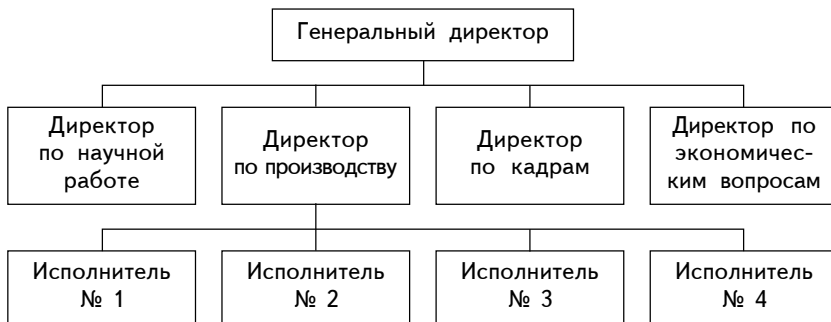 Генеральный директор
Директор
по научной
работе
Директор
по производству
Директор
по кадрам
Директор по
экономичес-
ким вопросам
Исполнитель
№ 1
Исполнитель
№ 2
Исполнитель
№ 3
Исполнитель
№ 4